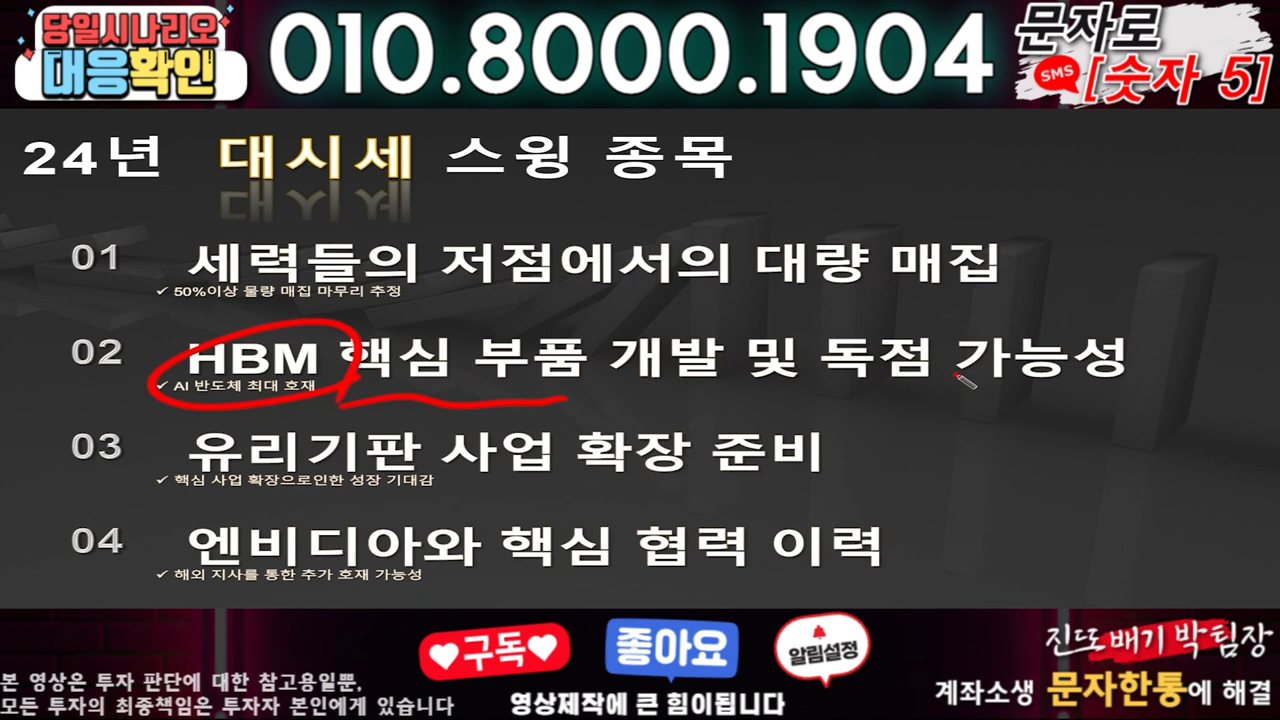 당일시나리오
대응확인
010.8000.1904
문자로
SMS
[숫자 5]
24년 대시세 스윙 종목
01 세력들의 저점에서의 대량 매집
✓ 50%이상 물량 매집 마무리 추정
02 HBM 핵심 부품 개발 및 독점 가능성
✓ AI 반도체 최대 호재
03 유리기판 사업 확장 준비
✓ 핵심 사업 확장으로인한 성장 기대감
04 엔비디아와 핵심 협력 이력
✓ 해외 지사를 통한 추가 호재 가능성
구독
좋아요
알림설정
영상제작에 큰 힘이됩니다
본 영상은 투자 판단에 대한 참고용일뿐,
모든 투자의 최종책임은 투자자 본인에게 있습니다
진또배기 박팀장
계좌소생 문자한통에 해결